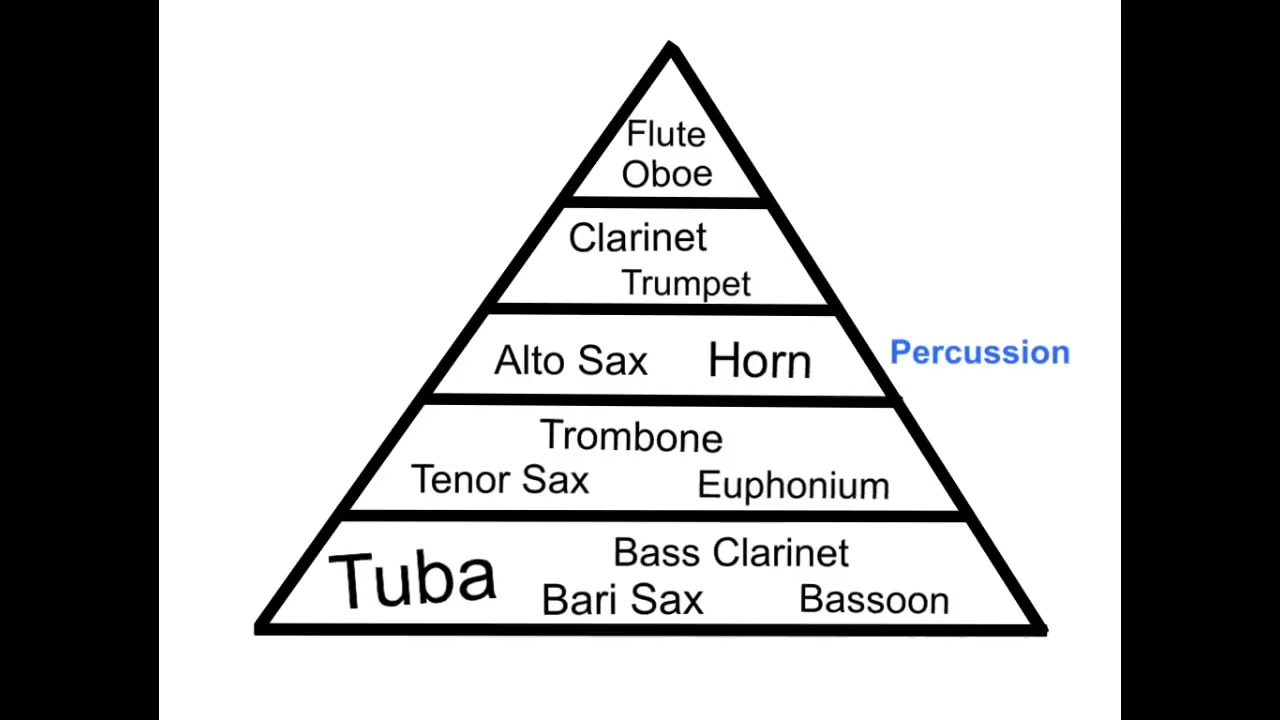 Flute
Oboe
Clarinet
Trumpet
Alto Sax Horn
Percussion
Trombone
Tenor Sax Euphonium
Bass Clarinet
Tuba Bari Sax Bassoon